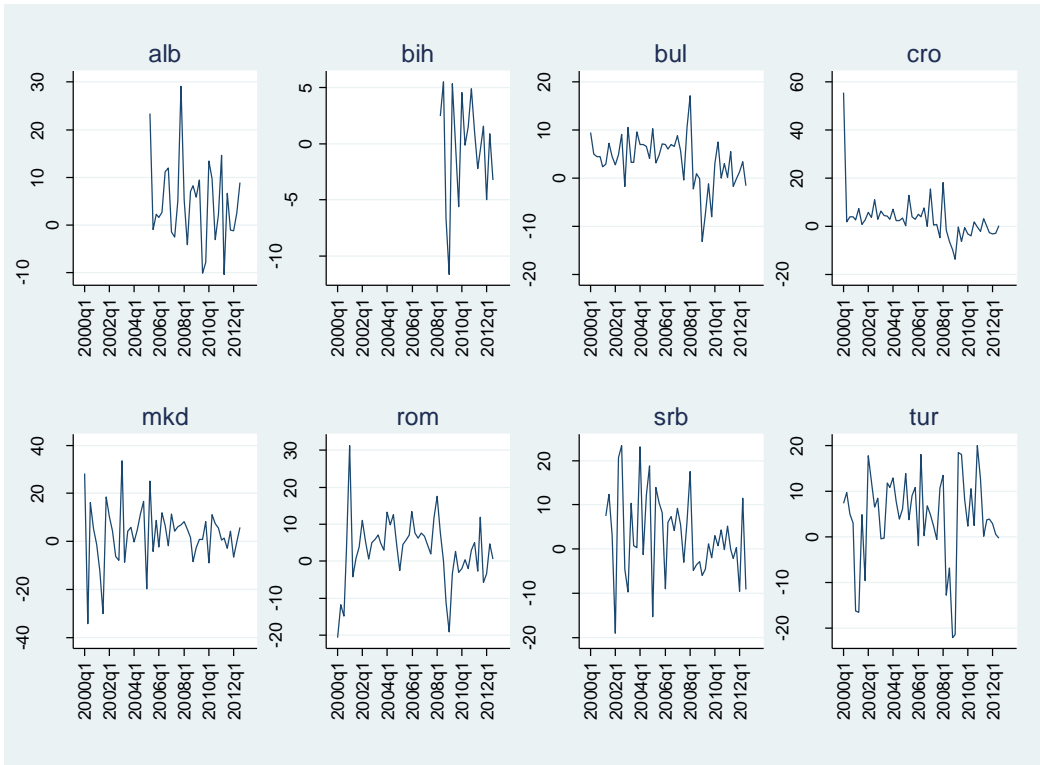 alb
bih
bul
cro
30
20
10
0
-10
5
0
-5
-10
20
10
0
-10
-20
60
40
20
0
-20
2000q1
2002q1
2004q1
2006q1
2008q1
2010q1
2012q1
2000q1
2002q1
2004q1
2006q1
2008q1
2010q1
2012q1
2000q1
2002q1
2004q1
2006q1
2008q1
2010q1
2012q1
2000q1
2002q1
2004q1
2006q1
2008q1
2010q1
2012q1
mkd
rom
srb
tur
40
20
0
-20
-40
30
20
10
0
-10
-20
20
10
0
-10
-20
20
10
0
-10
-20
2000q1
2002q1
2004q1
2006q1
2008q1
2010q1
2012q1
2000q1
2002q1
2004q1
2006q1
2008q1
2010q1
2012q1
2000q1
2002q1
2004q1
2006q1
2008q1
2010q1
2012q1
2000q1
2002q1
2004q1
2006q1
2008q1
2010q1
2012q1